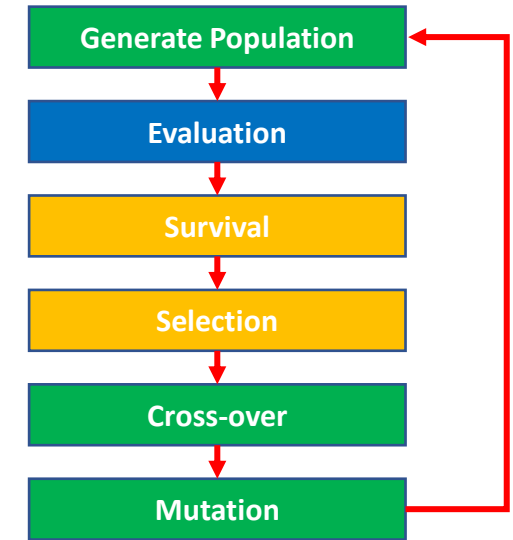 Generate Population
Evaluation
Survival
Selection
Cross-over
Mutation